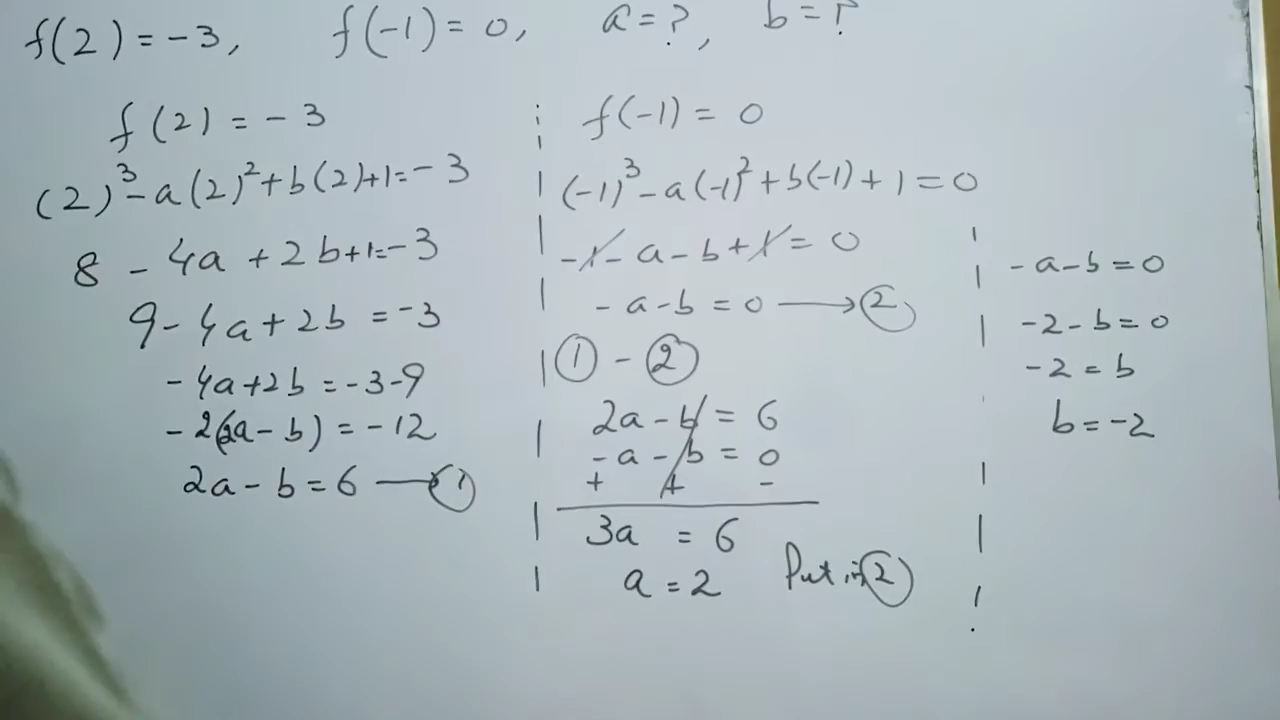 f(2) = -3, f(-1) = 0, a = ?, b = ?
f(2) = -3
(2)³ - a(2)² + b(2) + 1 = -3
8 - 4a + 2b + 1 = -3
9 - 4a + 2b = -3
-4a + 2b = -3 - 9
-2(2a - b) = -12
2a - b = 6 → ①
f(-1) = 0
(-1)³ - a(-1)² + b(-1) + 1 = 0
-1 - a - b + 1 = 0
-a - b = 0 → ②
① - ②
2a - b = 6
-a - b = 0
+ + -
3a = 6
a = 2 Put in ②
-a - b = 0
-2 - b = 0
-2 = b
b = -2